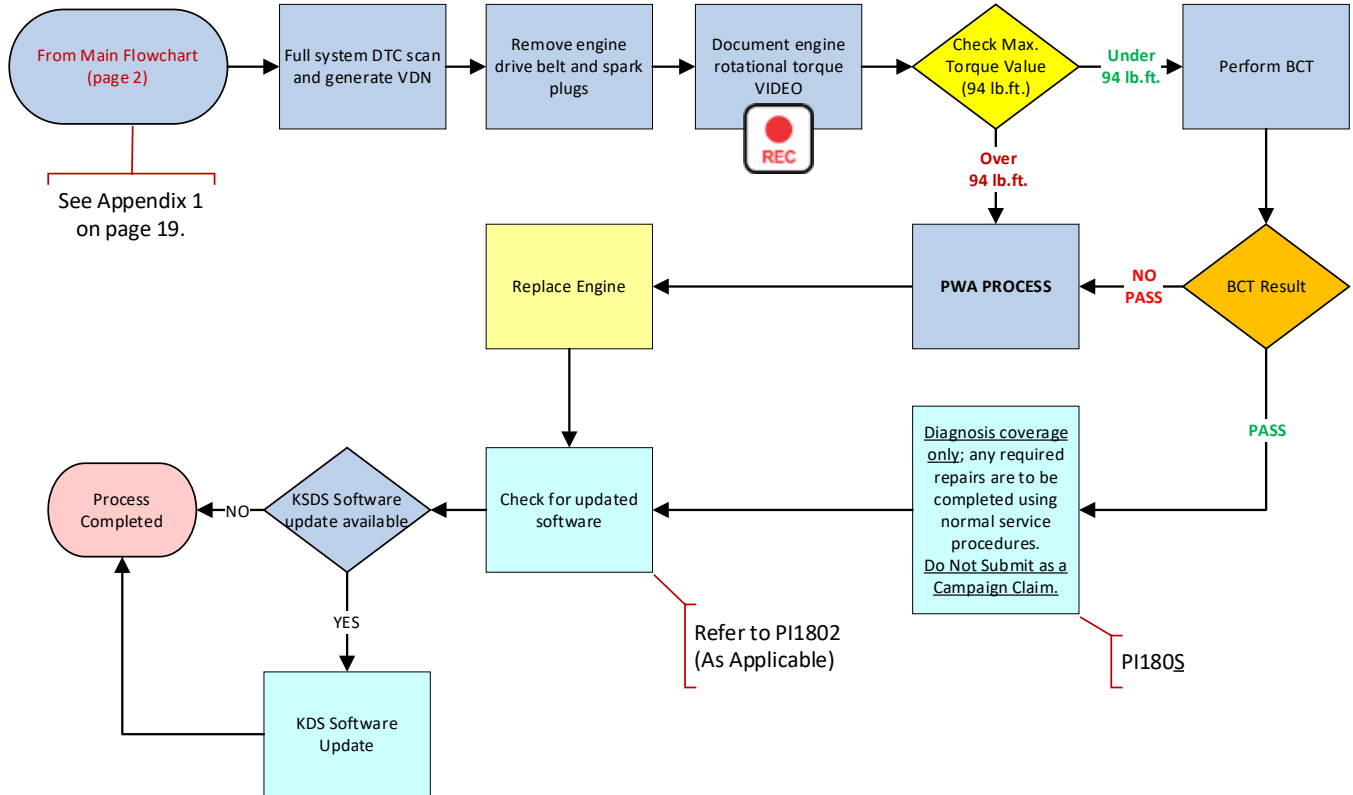 From Main Flowchart
(page 2)
Full system DTC scan
and generate VDN
Remove engine
drive belt and spark
plugs
Document engine
rotational torque
VIDEO
REC
Check Max.
Torque Value
(94 lb.ft.)
Under
94 lb.ft.
Perform BCT
See Appendix 1
on page 19.
Over
94 lb.ft.
Replace Engine
PWA PROCESS
NO
PASS
BCT Result
PASS
Process
Completed
NO
KSDS Software
update available
Check for updated
software
Diagnosis coverage
only; any required
repairs are to be
completed using
normal service
procedures.
Do Not Submit as a
Campaign Claim.
YES
Refer to PI1802
(As Applicable)
PI180S
KDS Software
Update